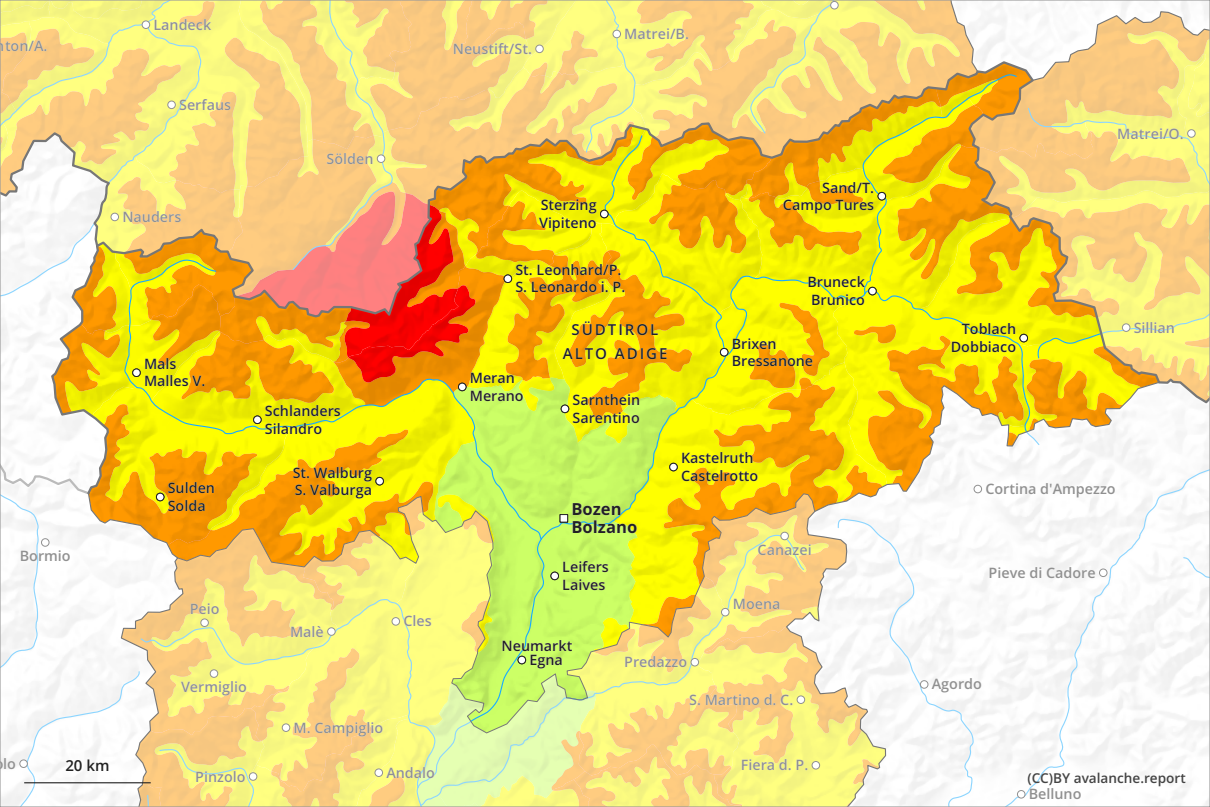 Landeck
nton/A.
Neustift/St.
Matrei/B.
Serfaus
Matrei/O.
Sölden
Nauders
Sand/T.
Campo Tures
Sterzing
Vipiteno
St. Leonhard/P.
S. Leonardo i. P.
Bruneck
Brunico
SÜDTIROL
ALTO ADIGE
Toblach
Dobbiaco
Sillian
Brixen
Bressanone
Mals
Malles V.
Meran
Merano
Schlanders
Silandro
Sarnthein
Sarentino
St. Walburg
S. Valburga
Kastelruth
Castelrotto
Sulden
Solda
Cortina d'Ampezzo
Bozen
Bolzano
Bormio
Canazei
Leifers
Laives
Pieve di Cadore
Peio
Moena
Malè
Cles
Neumarkt
Egna
Predazzo
Vermiglio
Agordo
S. Martino d. C.
M. Campiglio
olo
20 km
Pinzolo
Andalo
Fiera d. P.
(CC)BY avalanche.report
Belluno